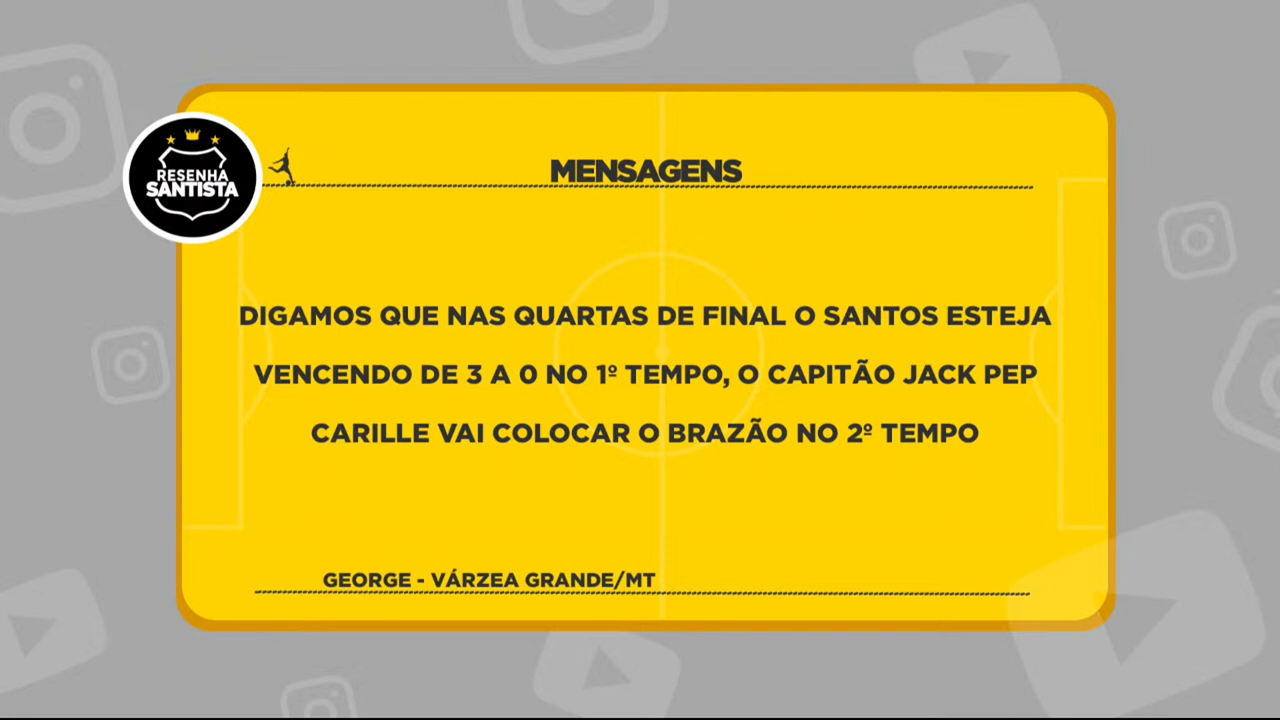 RESENHA
SANTISTA
MENSAGENS
DIGAMOS QUE NAS QUARTAS DE FINAL O SANTOS ESTEJA
VENCENDO DE 3 A 0 NO 1º TEMPO, O CAPITÃO JACK PEP
CARILLE VAI COLOCAR O BRAZÃO NO 2º TEMPO
GEORGE - VÁRZEA GRANDE/MT